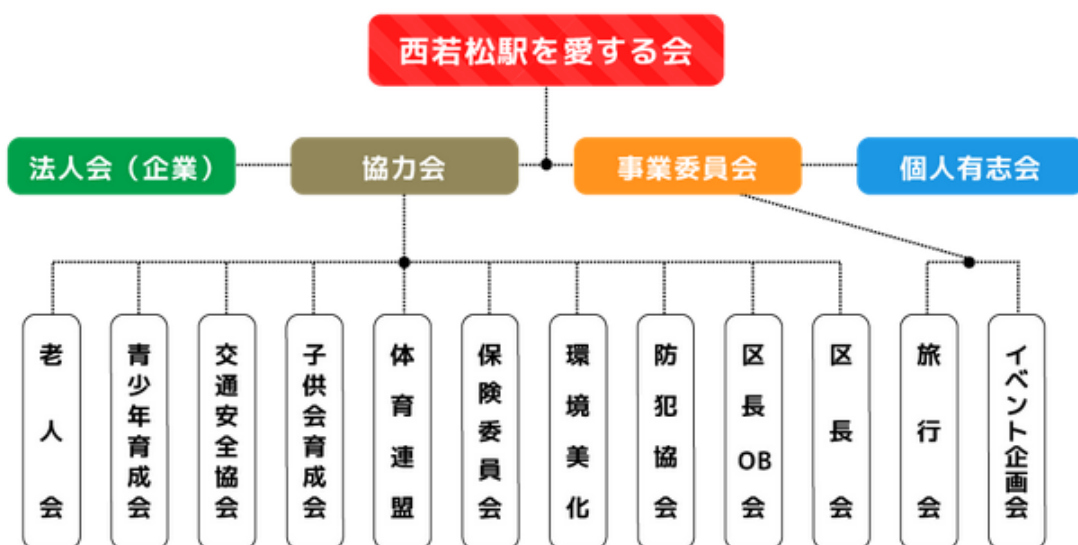 西若松駅を愛する会
法人会（企業）
協力会
事業委員会
個人有志会
老人会
青少年育成会
交通安全協会
子供会育成会
体育連盟
保険委員会
環境美化
防犯協会
区長OB会
区長会
旅行会
イベント企画会